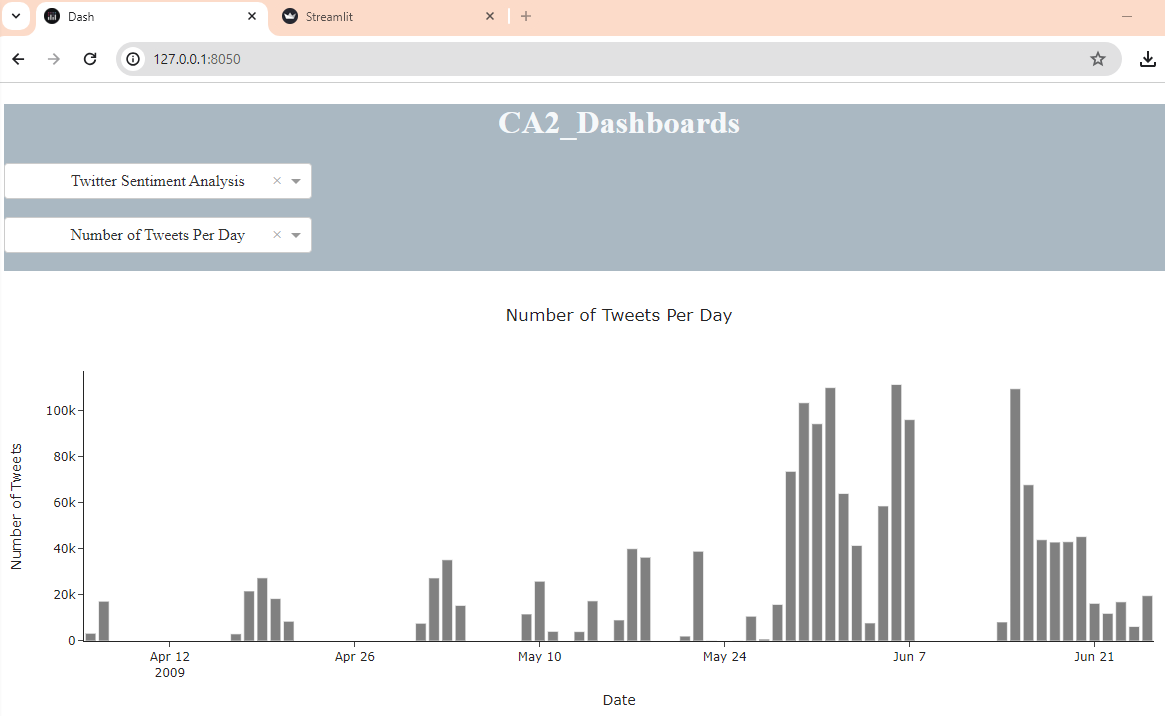 Dash
Streamlit
127.0.0.1:8050
CA2_Dashboards
Twitter Sentiment Analysis
Number of Tweets Per Day
Number of Tweets Per Day
Number of Tweets
100k
80k
60k
40k
20k
0
Apr 12 Apr 26 May 10 May 24 Jun 7 Jun 21
2009
Date